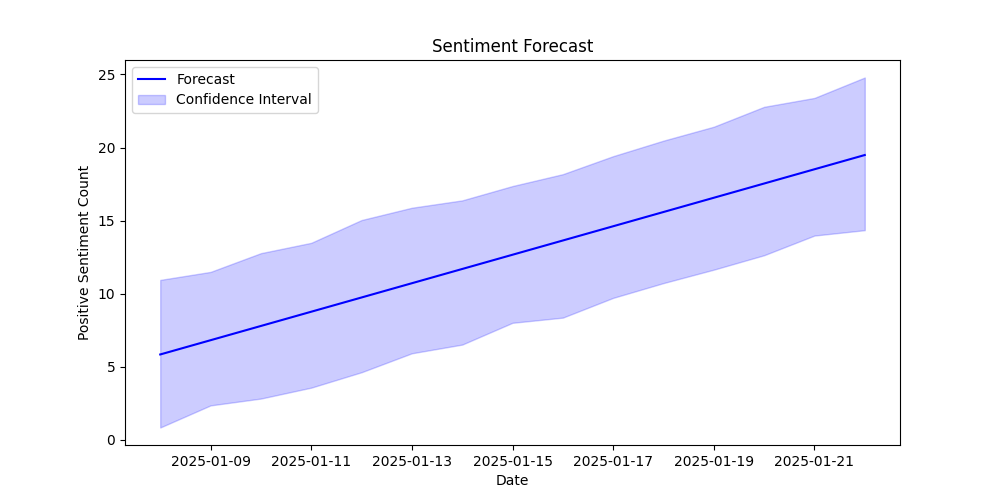 Sentiment Forecast
Forecast
Confidence Interval
Positive Sentiment Count
25
20
15
10
5
0
2025-01-09 2025-01-11 2025-01-13 2025-01-15 2025-01-17 2025-01-19 2025-01-21
Date